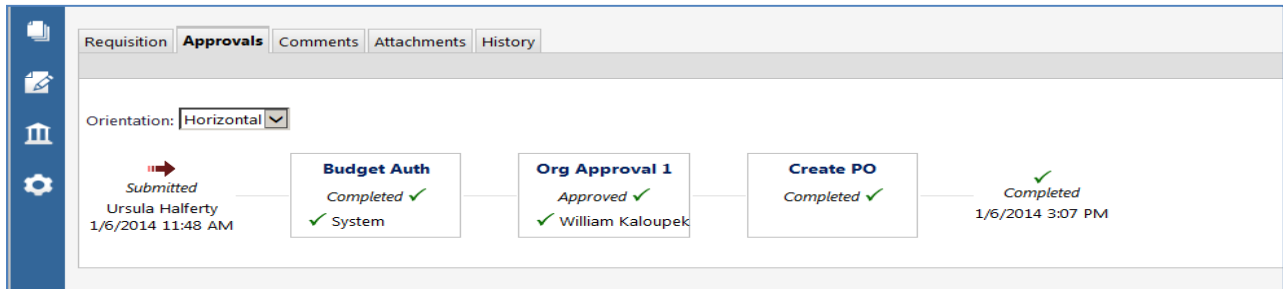 Requisition Approvals Comments Attachments History
Orientation: Horizontal
Submitted
Ursula Halferty
1/6/2014 11:48 AM
Budget Auth
Completed
System
Org Approval 1
Approved
William Kaloupek
Create PO
Completed
Completed
1/6/2014 3:07 PM